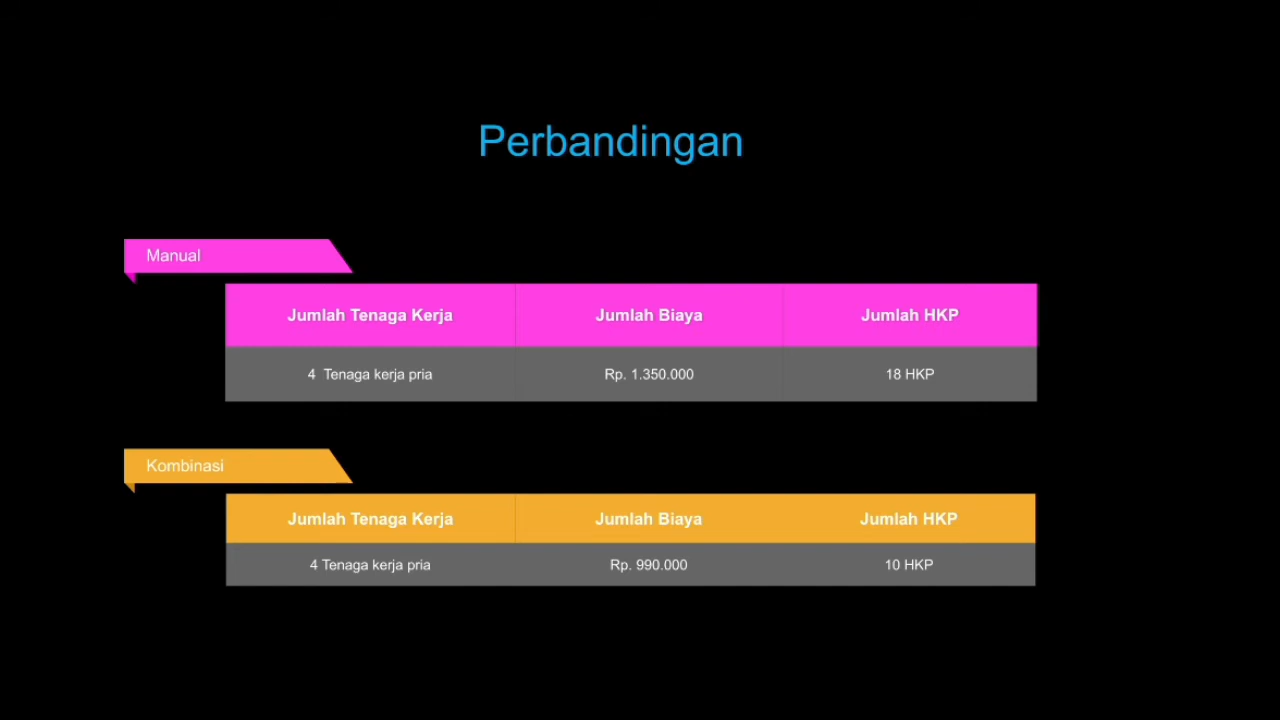 Perbandingan
Manual
Jumlah Tenaga Kerja Jumlah Biaya Jumlah HKP
4 Tenaga kerja pria Rp. 1.350.000 18 HKP
Kombinasi
Jumlah Tenaga Kerja Jumlah Biaya Jumlah HKP
4 Tenaga kerja pria Rp. 990.000 10 HKP